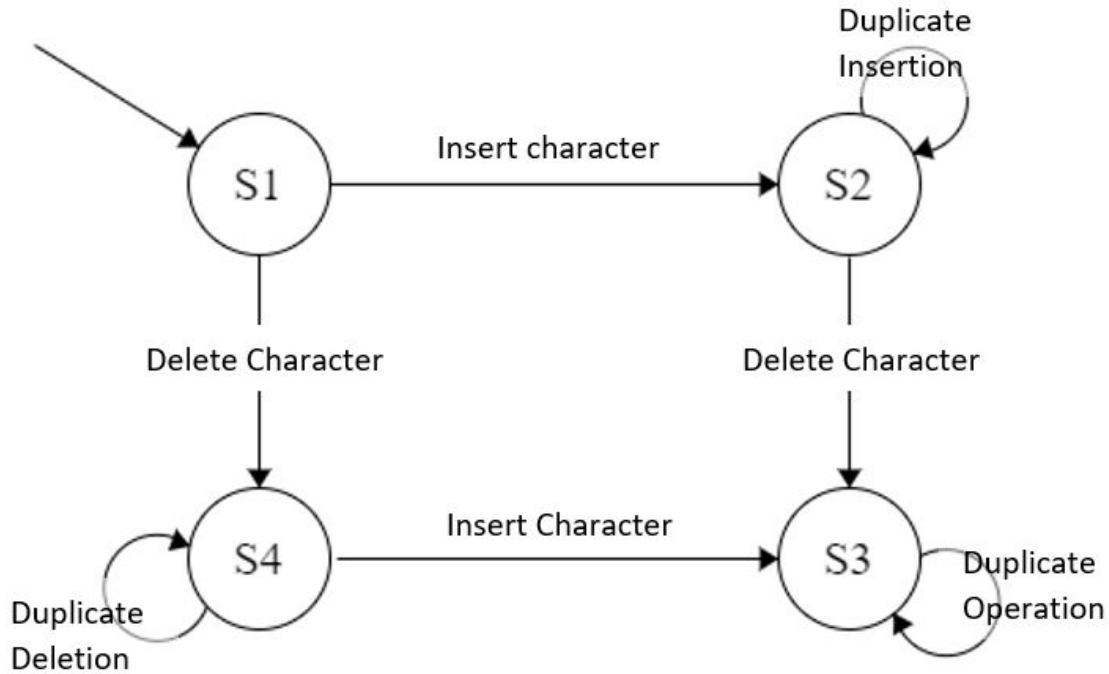 Duplicate
Insertion
Insert character
S1
S2
Delete Character
Delete Character
Insert Character
S4
S3
Duplicate
Operation
Duplicate
Deletion